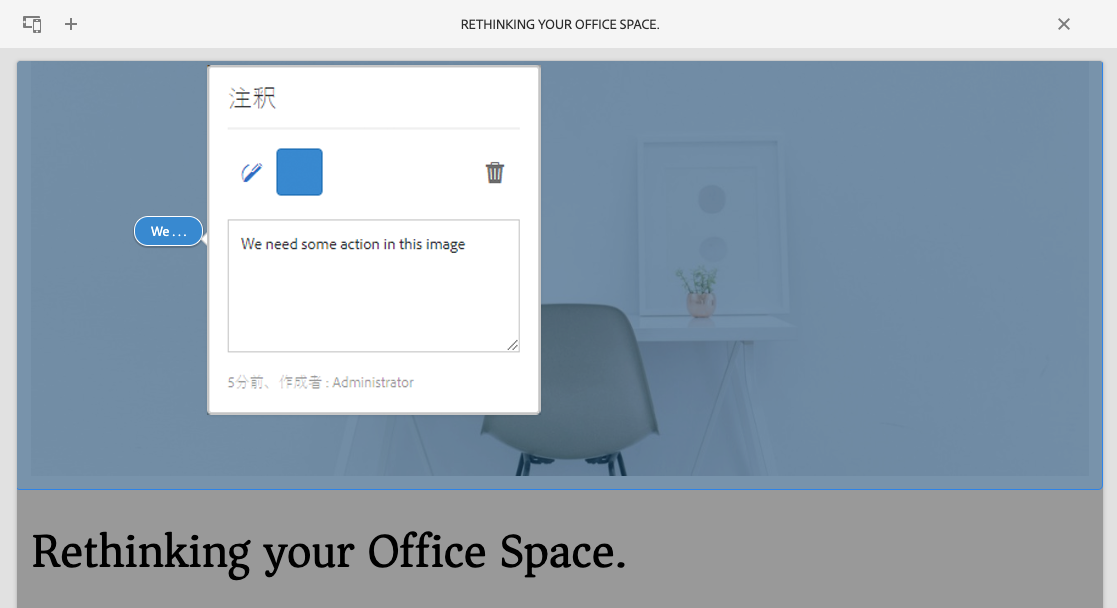 RETHINKING YOUR OFFICE SPACE.
注釈
We . . .
We need some action in this image
5分前、作成者 : Administrator
Rethinking your Office Space.